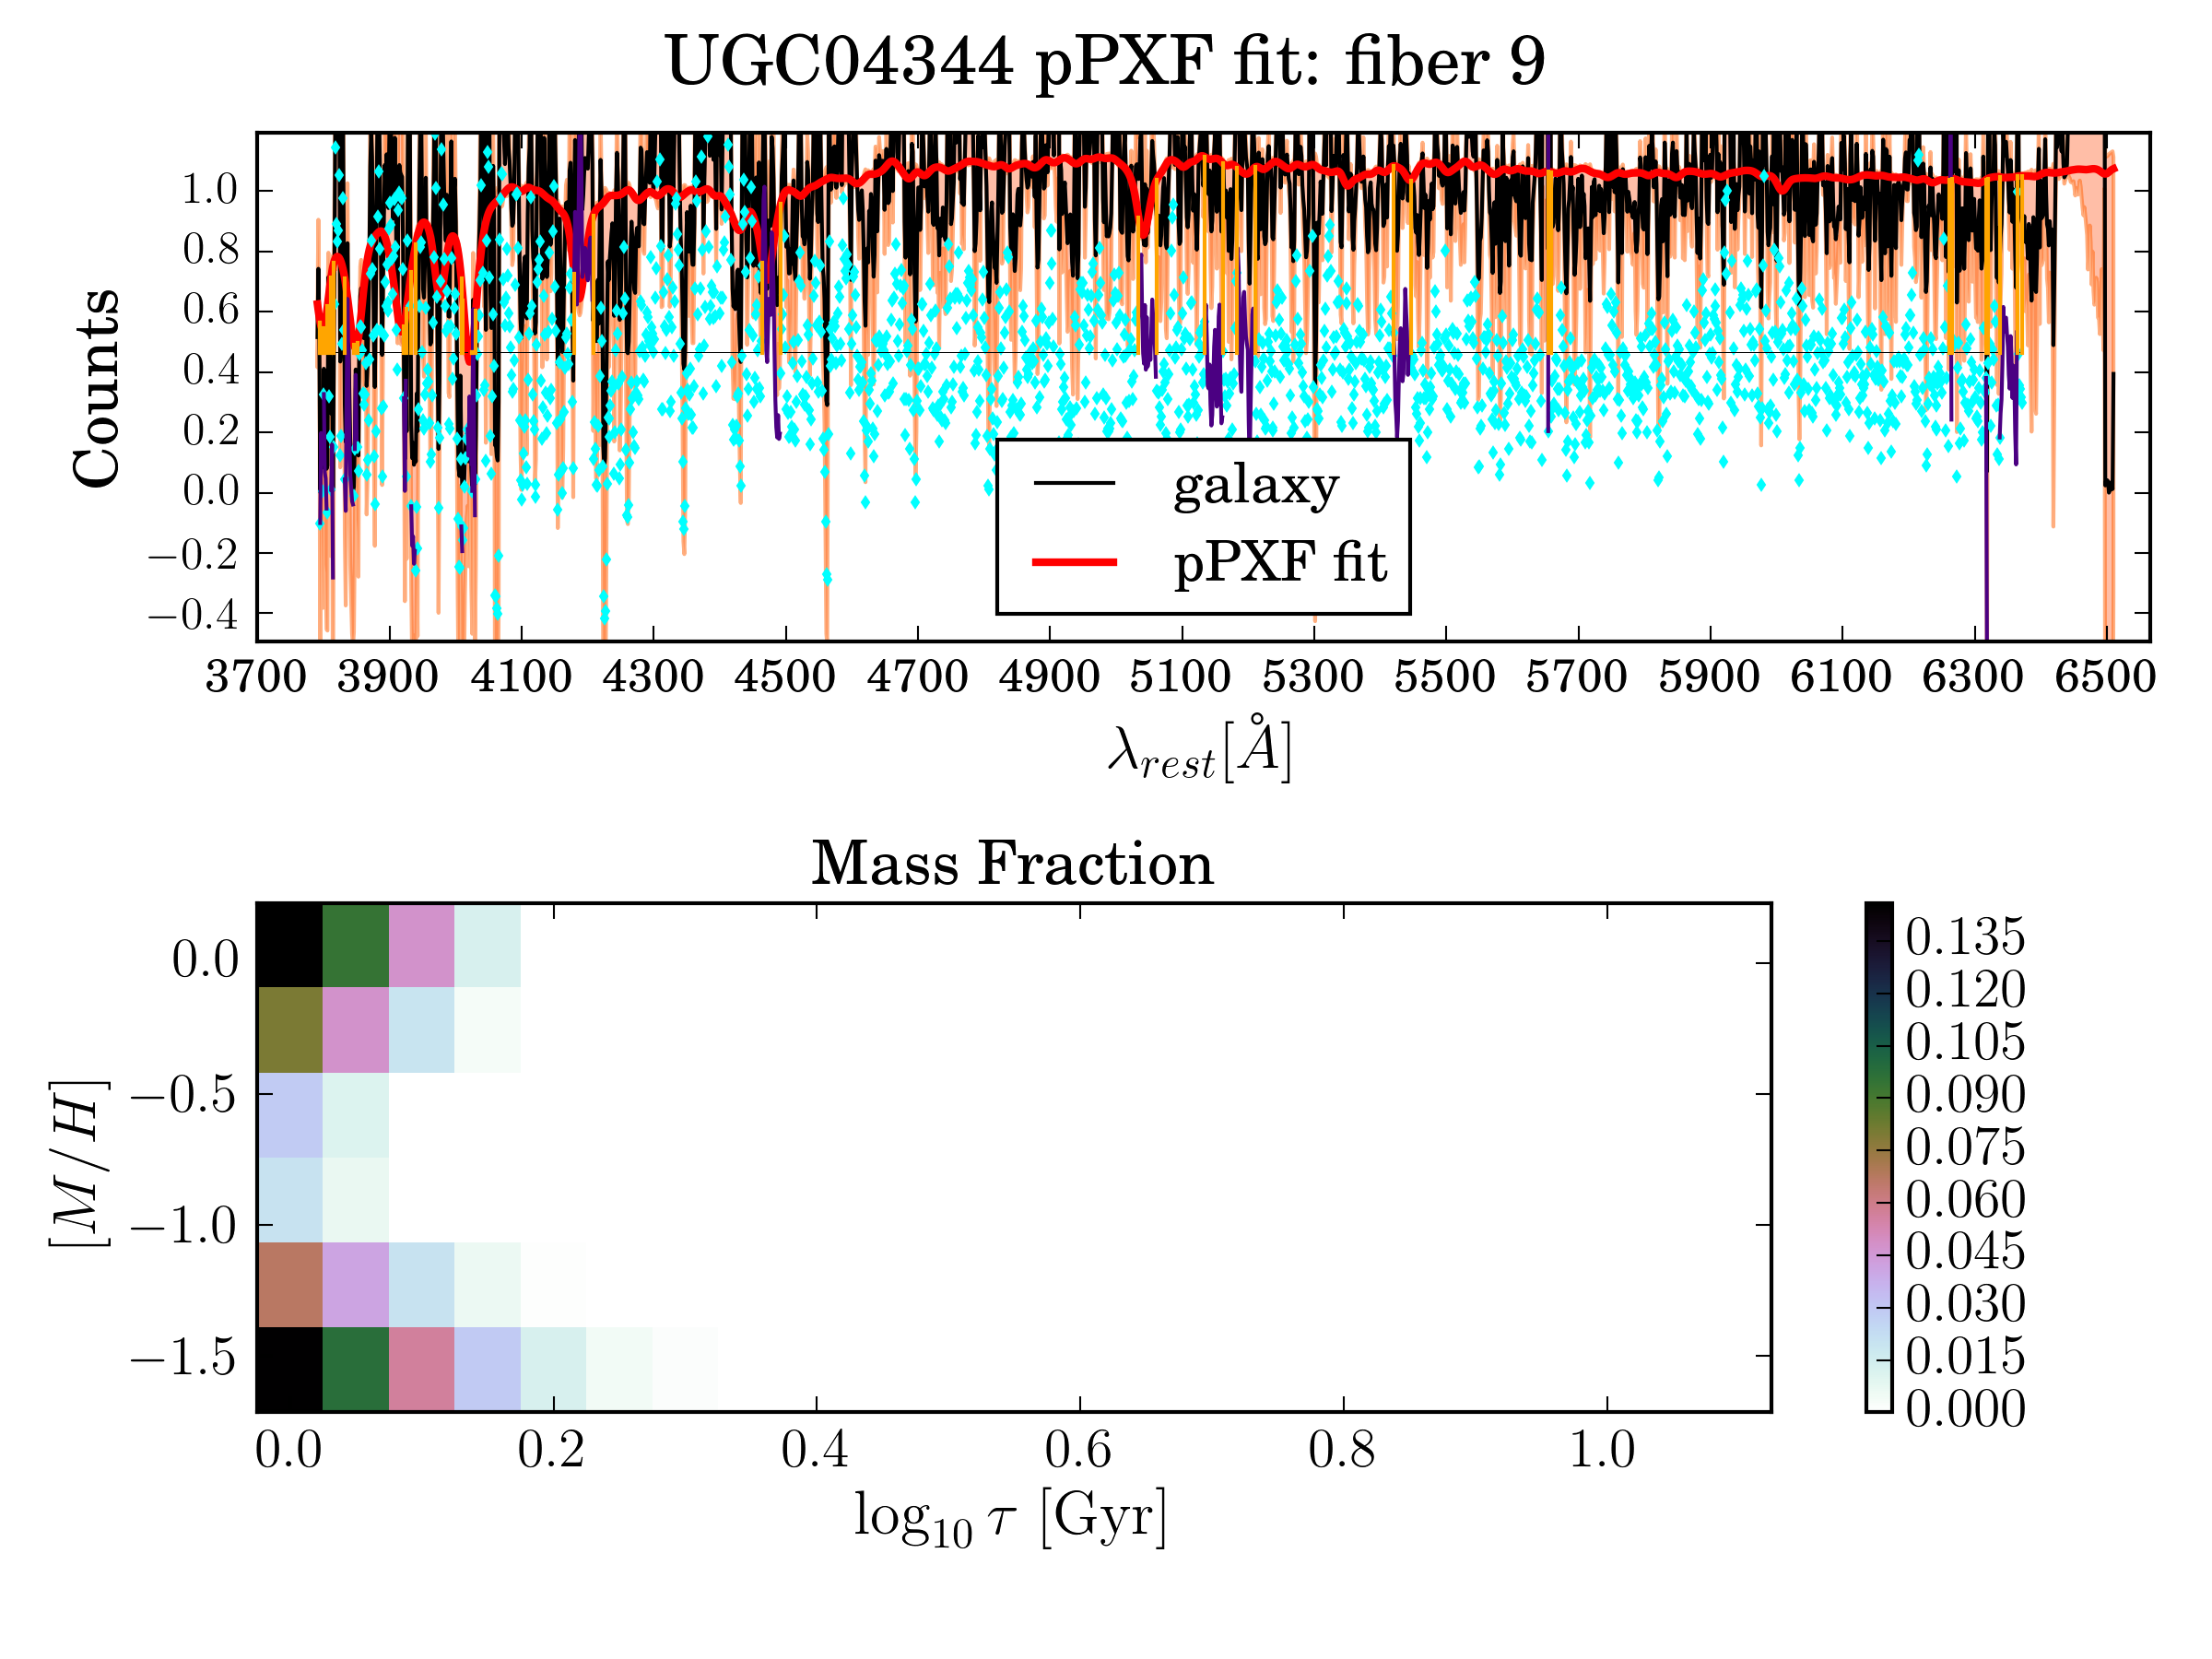 UGC04344 pPXF fit: fiber 9
Counts
1.0
0.8
0.6
0.4
0.2
0.0
−0.2
−0.4
galaxy
pPXF fit
3700 3900 4100 4300 4500 4700 4900 5100 5300 5500 5700 5900 6100 6300 6500
λrest[Å]
Mass Fraction
[M/H]
0.0
−0.5
−1.0
−1.5
0.0 0.2 0.4 0.6 0.8 1.0
log10 τ [Gyr]
0.135
0.120
0.105
0.090
0.075
0.060
0.045
0.030
0.015
0.000